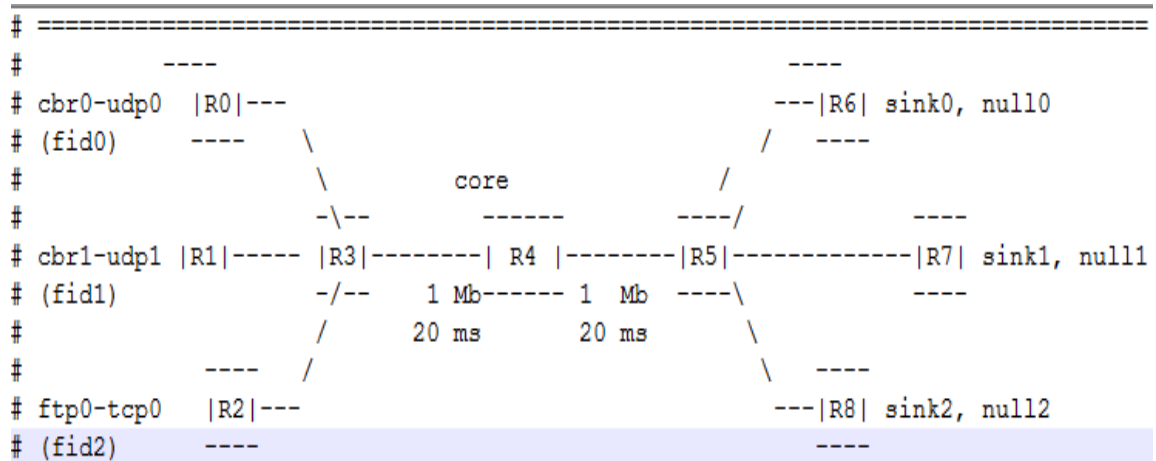 # ================================================================================
#          ----                                         ----
# cbr0-udp0  |R0|---                                 ---|R6| sink0, null0
# (fid0)     ----   \                               /   ----
#                    \        core                 /
#                    -\--       ------       ----/           ----
# cbr1-udp1 |R1|----- |R3|--------| R4 |--------|R5|-------------|R7| sink1, null1
# (fid1)             -/--   1 Mb------ 1  Mb  ----\           ----
#                    /     20 ms      20 ms        \
#            ----   /                               \   ----
# ftp0-tcp0   |R2|---                                ---|R8| sink2, null2
# (fid2)     ----                                       ----